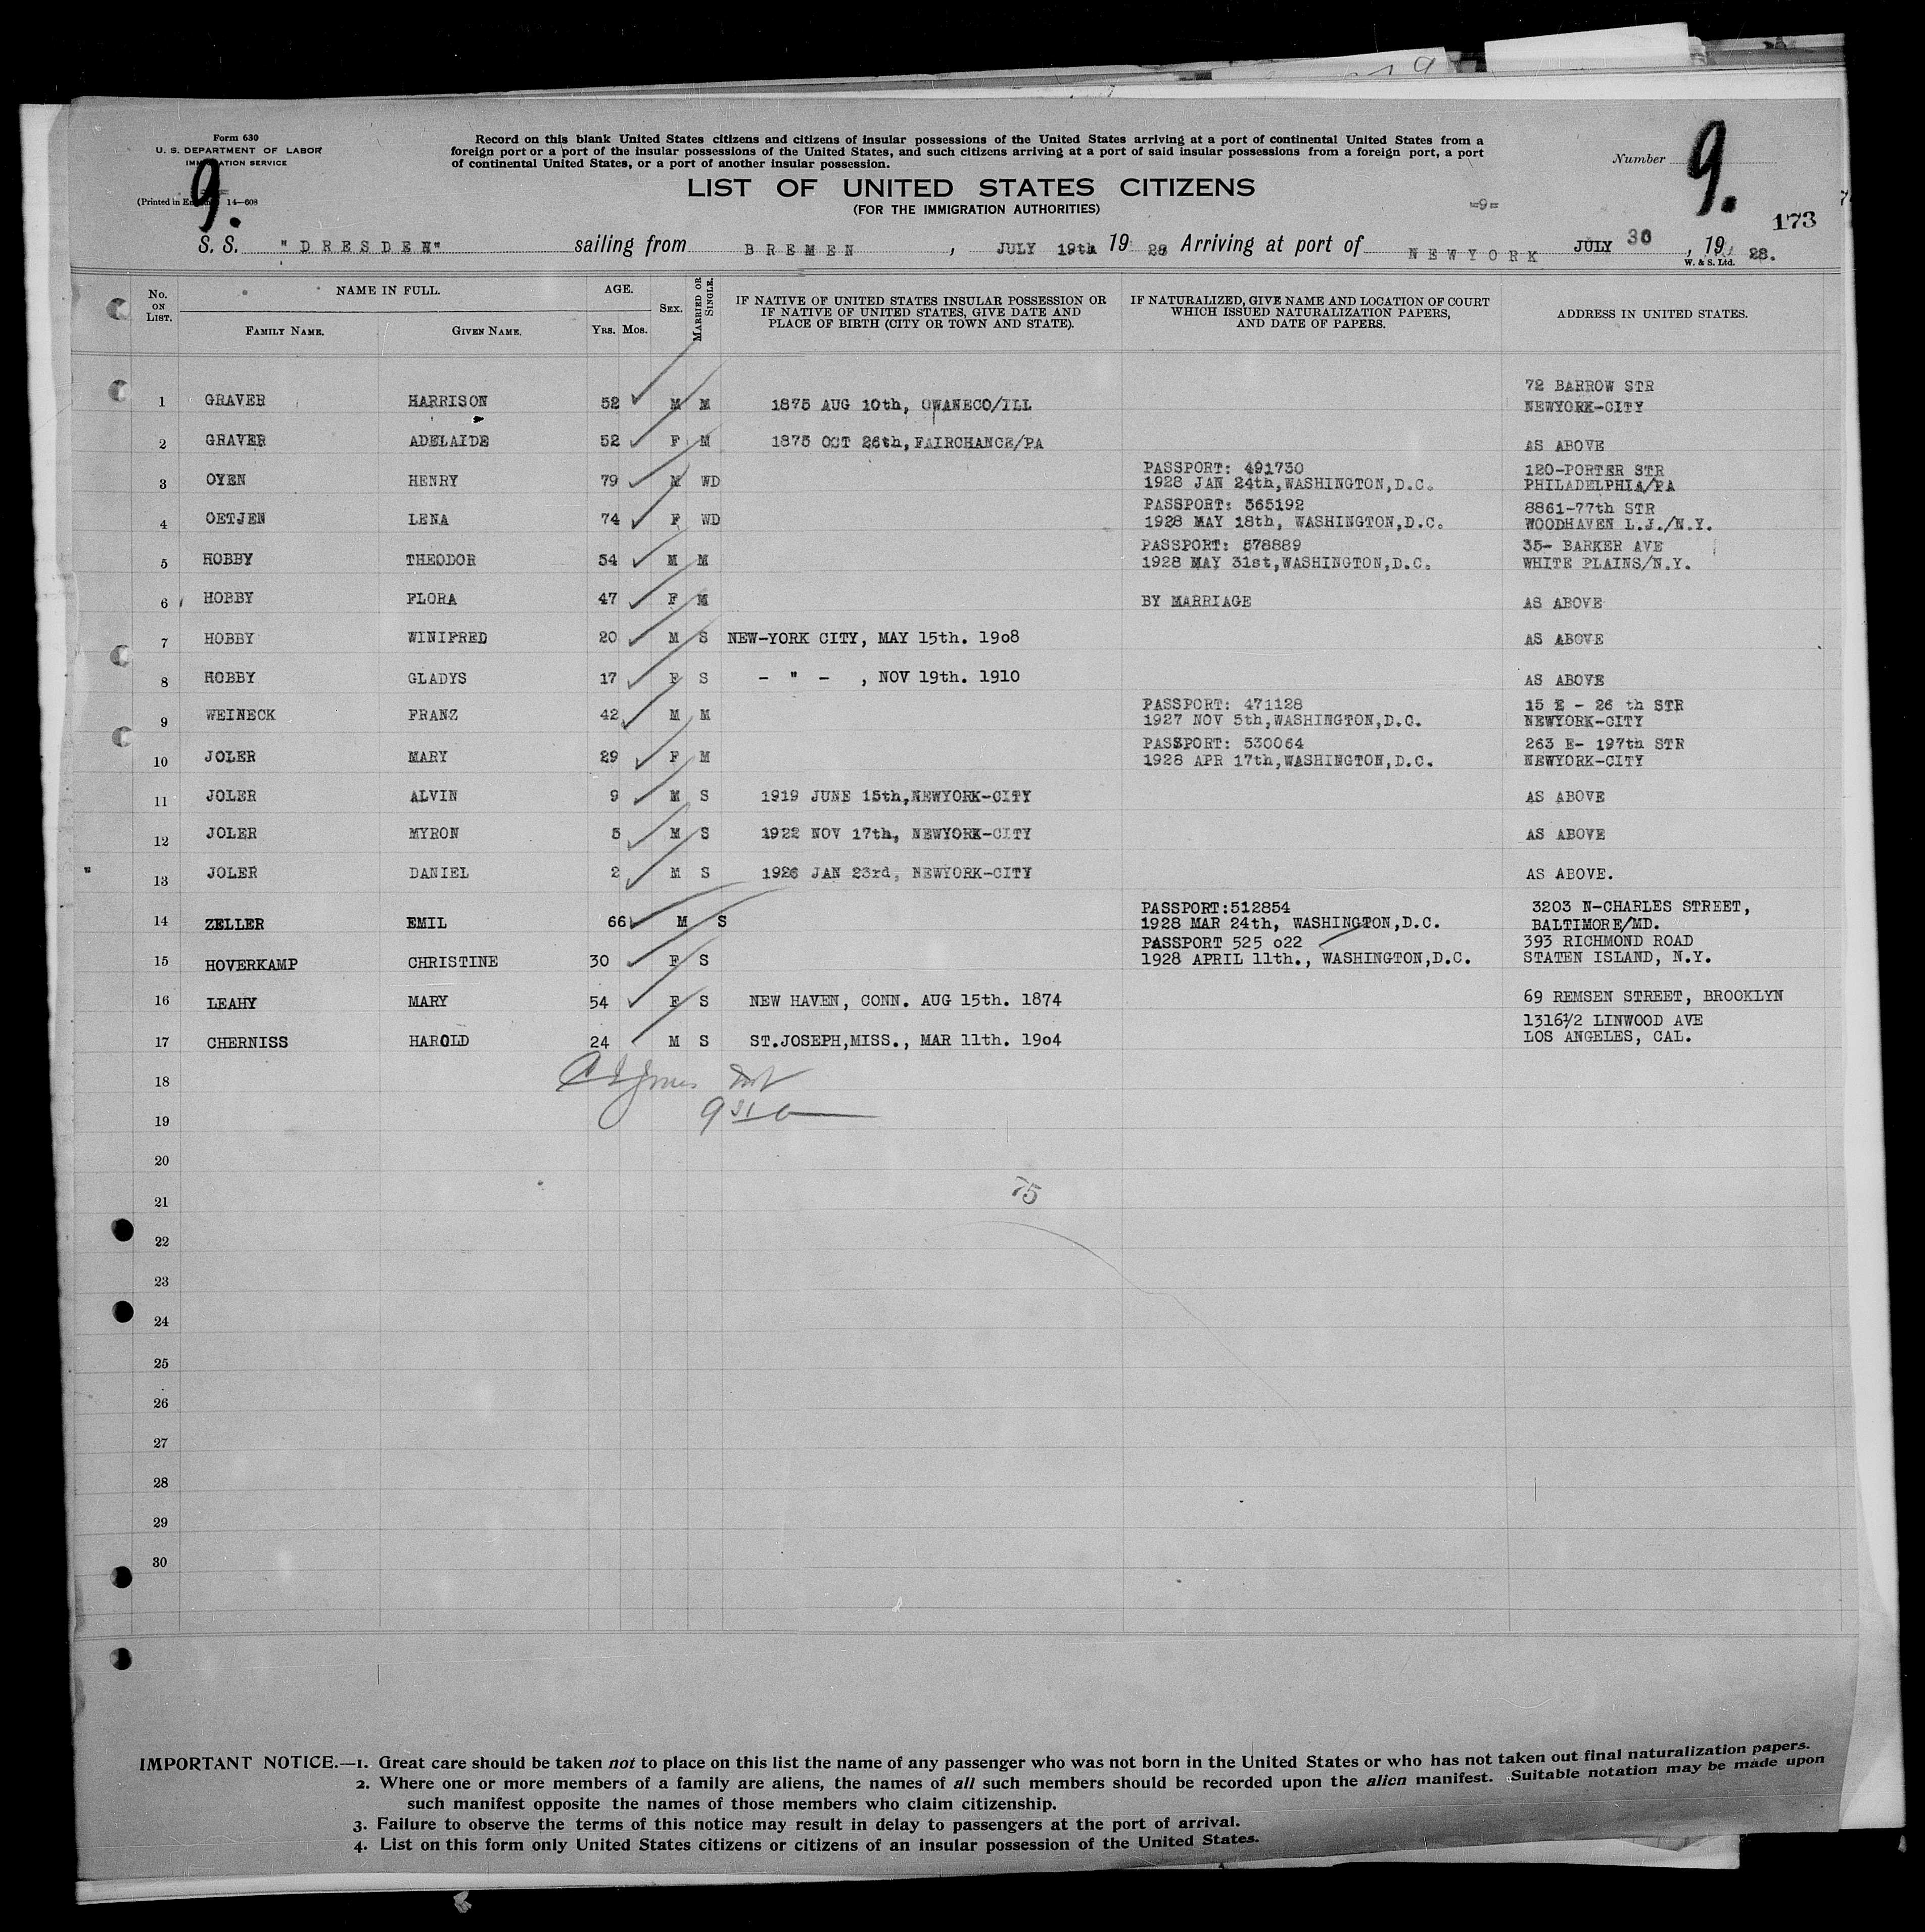 Form 630
U. S. DEPARTMENT OF LABOR
IMMIGRATION SERVICE
(Printed in England) 14—608
9.
Record on this blank United States citizens and citizens of insular possessions of the United States arriving at a port of continental United States from a
foreign port or a port of the insular possessions of the United States, and such citizens arriving at a port of said insular possessions from a foreign port, a port
of continental United States, or a port of another insular possession.
LIST OF UNITED STATES CITIZENS
(FOR THE IMMIGRATION AUTHORITIES)
Number 9.
=9=
173
S. S. "DRESDEN" sailing from BREMEN, JULY 19th 1928 Arriving at port of NEWYORK JULY 30, 1928.
W. & S. Ltd.
No. ON LIST. NAME IN FULL. FAMILY NAME. GIVEN NAME. AGE. YRS. MOS. SEX. MARRIED OR SINGLE. IF NATIVE OF UNITED STATES INSULAR POSSESSION OR IF NATIVE OF UNITED STATES, GIVE DATE AND PLACE OF BIRTH (CITY OR TOWN AND STATE). IF NATURALIZED, GIVE NAME AND LOCATION OF COURT WHICH ISSUED NATURALIZATION PAPERS, AND DATE OF PAPERS. ADDRESS IN UNITED STATES.
72 BARROW STR
1 GRAVER HARRISON 52 M M 1875 AUG 10th, OWANECO/ILL NEWYORK-CITY
2 GRAVER ADELAIDE 52 F M 1875 OCT 26th, FAIRCHANCE/PA AS ABOVE
PASSPORT: 491730 120-PORTER STR
3 OYEN HENRY 79 M WD 1928 JAN 24th, WASHINGTON, D.C. PHILADELPHIA/PA
PASSPORT: 565192 8861-77th STR
4 OETJEN LENA 74 F WD 1928 MAY 18th, WASHINGTON, D.C. WOODHAVEN L.J./N.Y.
PASSPORT: 578889 35- BARKER AVE
5 HOBBY THEODOR 54 M M 1928 MAY 31st, WASHINGTON, D.C. WHITE PLAINS/N.Y.
6 HOBBY FLORA 47 F M BY MARRIAGE AS ABOVE
7 HOBBY WINIFRED 20 M S NEW-YORK CITY, MAY 15th. 19o8 AS ABOVE
8 HOBBY GLADYS 17 F S - " - , NOV 19th. 1910 AS ABOVE
PASSPORT: 471128 15 E - 26 th STR
9 WEINECK FRANZ 42 M M 1927 NOV 5th, WASHINGTON, D.C. NEWYORK-CITY
PASSPORT: 530064 263 E- 197th STR
10 JOLER MARY 29 F M 1928 APR 17th, WASHINGTON, D.C. NEWYORK-CITY
11 JOLER ALVIN 9 M S 1919 JUNE 15th, NEWYORK-CITY AS ABOVE
12 JOLER MYRON 5 M S 1922 NOV 17th, NEWYORK-CITY AS ABOVE
13 JOLER DANIEL 2 M S 1926 JAN 23rd, NEWYORK-CITY AS ABOVE.
PASSPORT:512854 3203 N-CHARLES STREET,
14 ZELLER EMIL 66 M S 1928 MAR 24th, WASHINGTON, D.C. BALTIMORE/MD.
PASSPORT 525 o22 393 RICHMOND ROAD
15 HOVERKAMP CHRISTINE 30 F S 1928 APRIL 11th., WASHINGTON, D.C. STATEN ISLAND, N.Y.
16 LEAHY MARY 54 F S NEW HAVEN, CONN. AUG 15th. 1874 69 REMSEN STREET, BROOKLYN
1316½ LINWOOD AVE
17 CHERNISS HAROLD 24 M S ST.JOSEPH, MISS., MAR 11th. 19o4 LOS ANGELES, CAL.
18
19
20
75
21
22
23
24
25
26
27
28
29
30
IMPORTANT NOTICE.—1. Great care should be taken not to place on this list the name of any passenger who was not born in the United States or who has not taken out final naturalization papers.
2. Where one or more members of a family are aliens, the names of all such members should be recorded upon the alien manifest. Suitable notation may be made upon
such manifest opposite the names of those members who claim citizenship.
3. Failure to observe the terms of this notice may result in delay to passengers at the port of arrival.
4. List on this form only United States citizens or citizens of an insular possession of the United States.